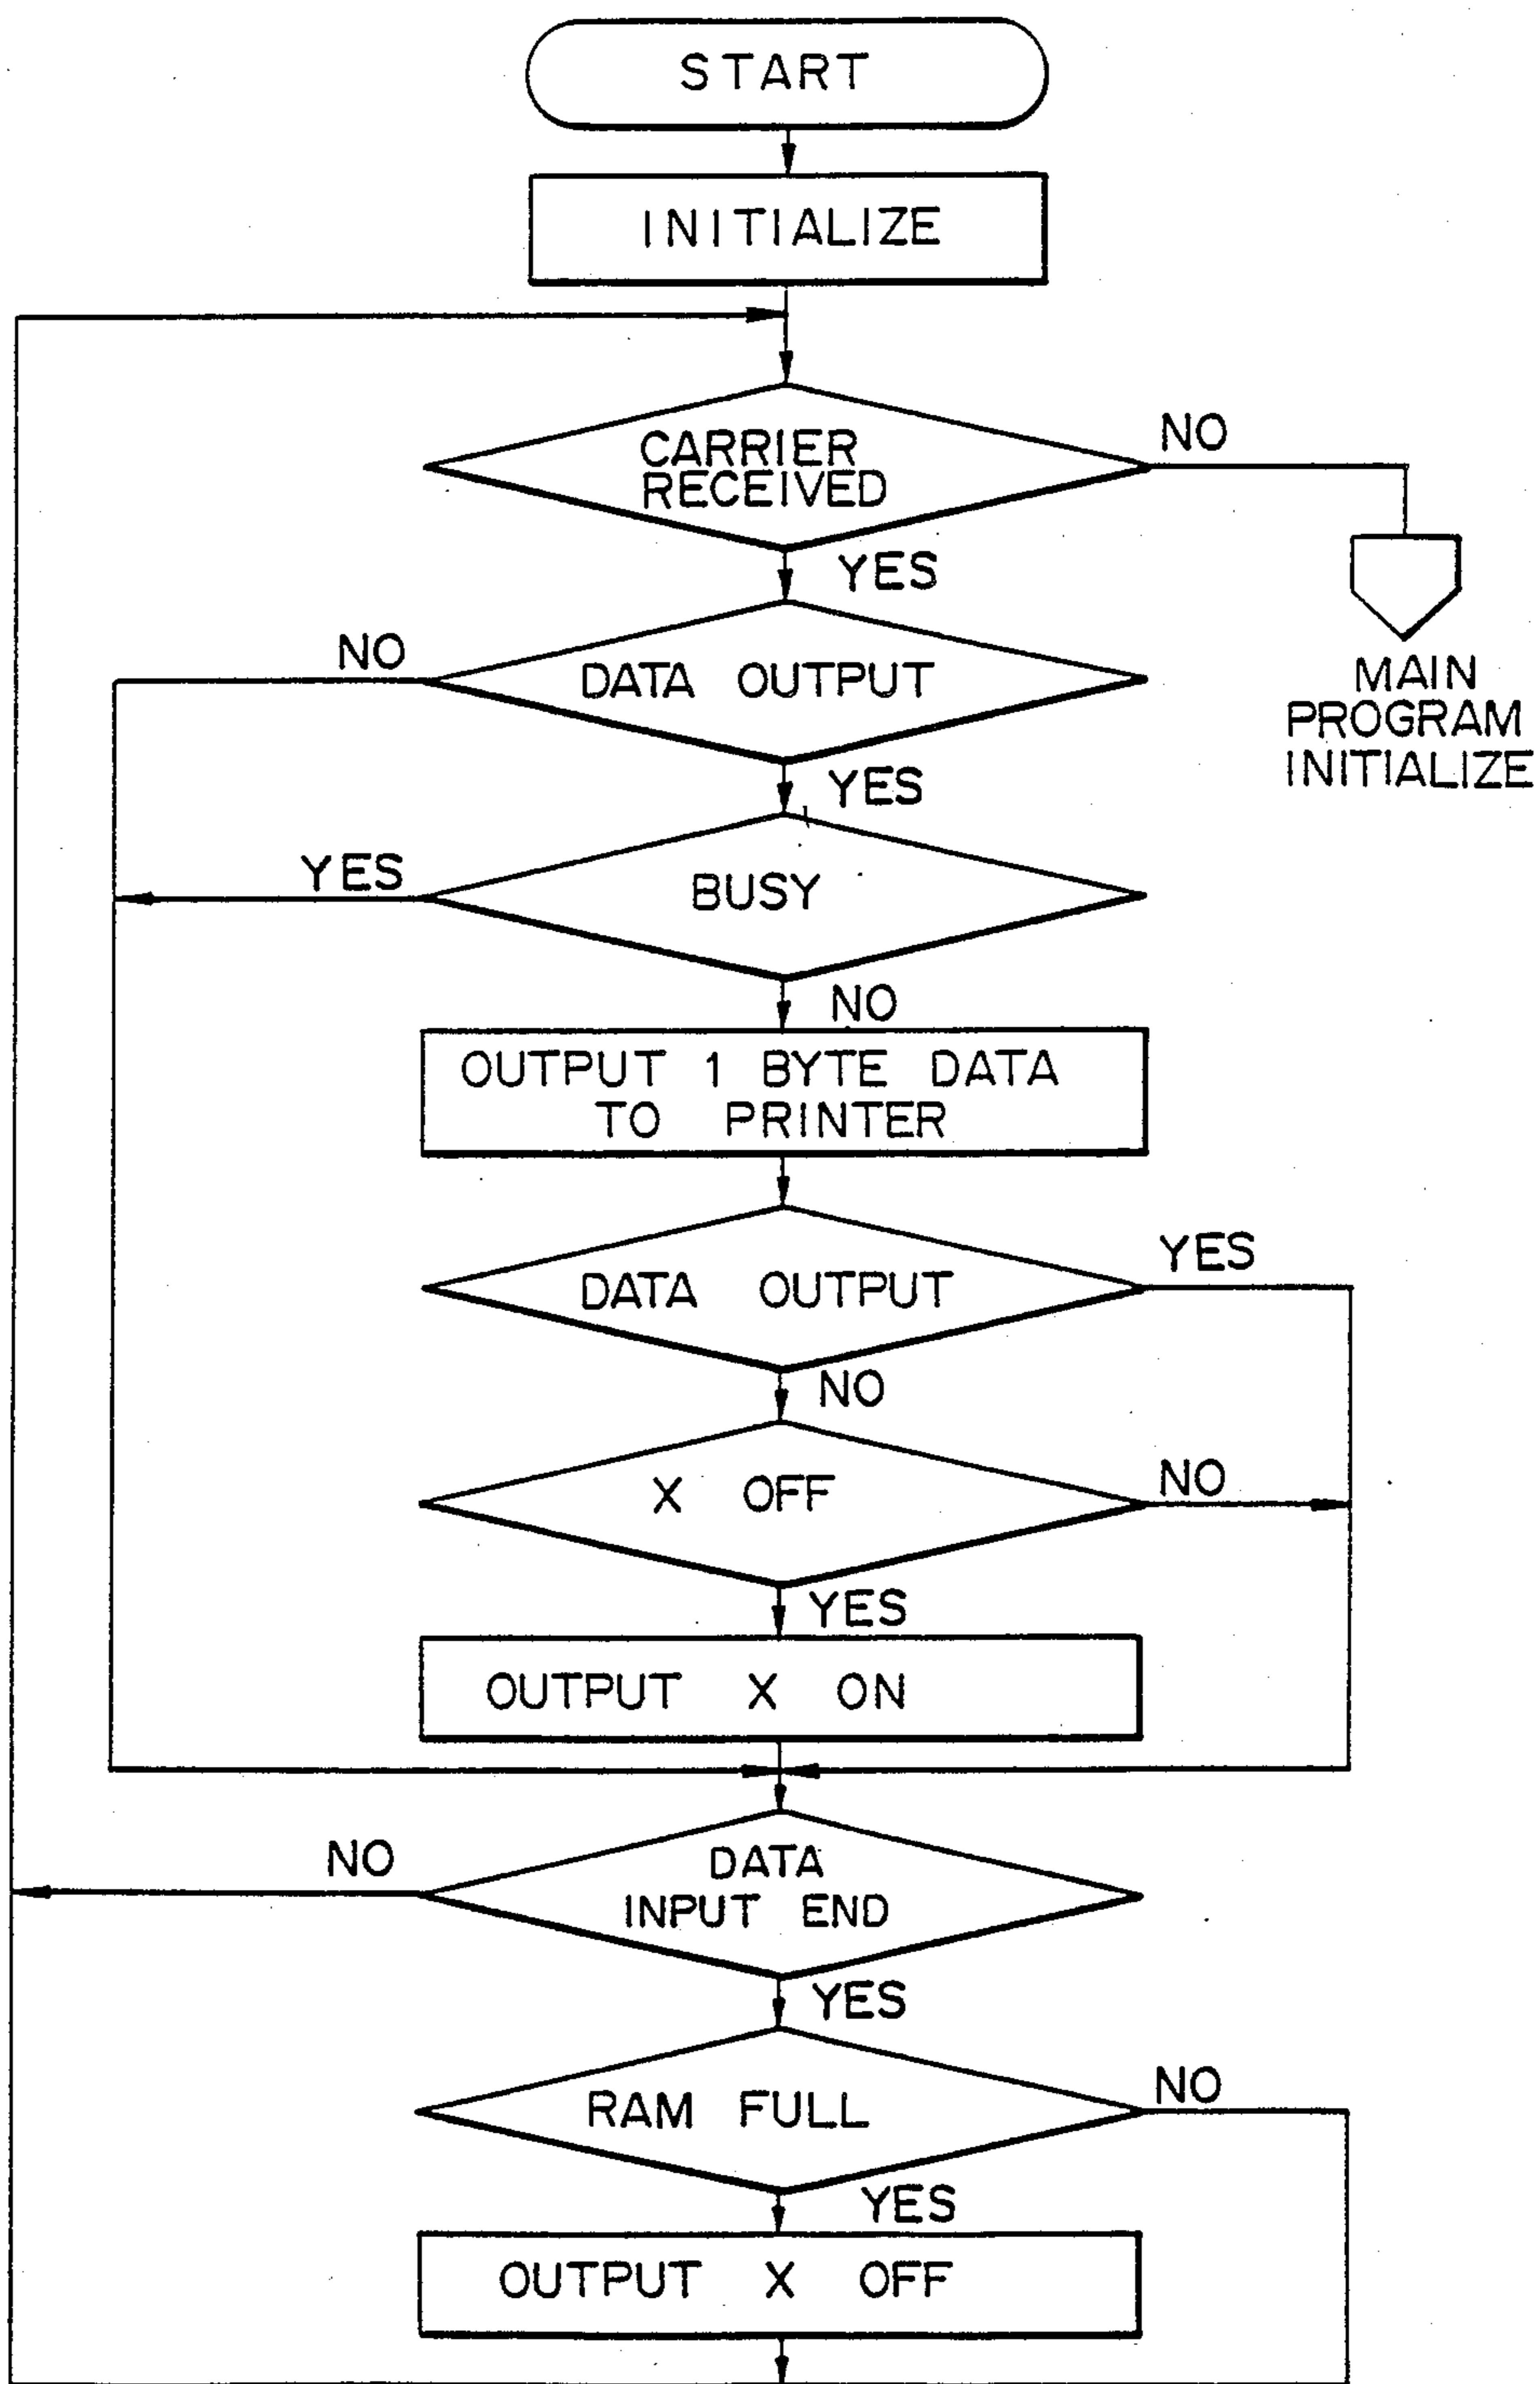 START
INITIALIZE
NO
CARRIER
RECEIVED
YES
NO
DATA OUTPUT
MAIN
PROGRAM
INITIALIZE
YES
YES
BUSY
NO
OUTPUT 1 BYTE DATA
TO PRINTER
YES
DATA OUTPUT
NO
X OFF
NO
YES
OUTPUT X ON
NO
DATA
INPUT END
YES
RAM FULL
NO
YES
OUTPUT X OFF